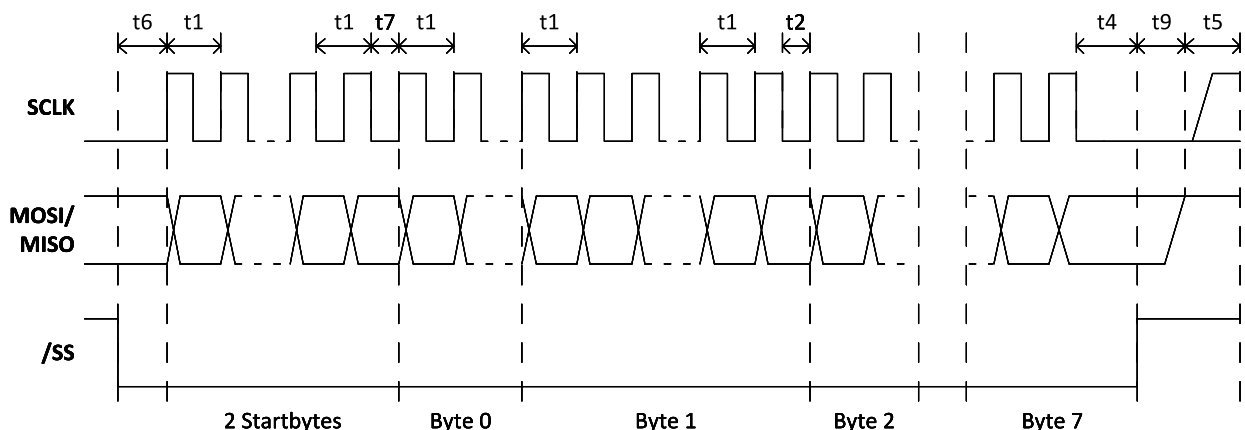 t6 t1 t1 t7 t1 t1 t1 t2 t4 t9 t5
SCLK
MOSI/
MISO
/SS
2 Startbytes Byte 0 Byte 1 Byte 2 Byte 7